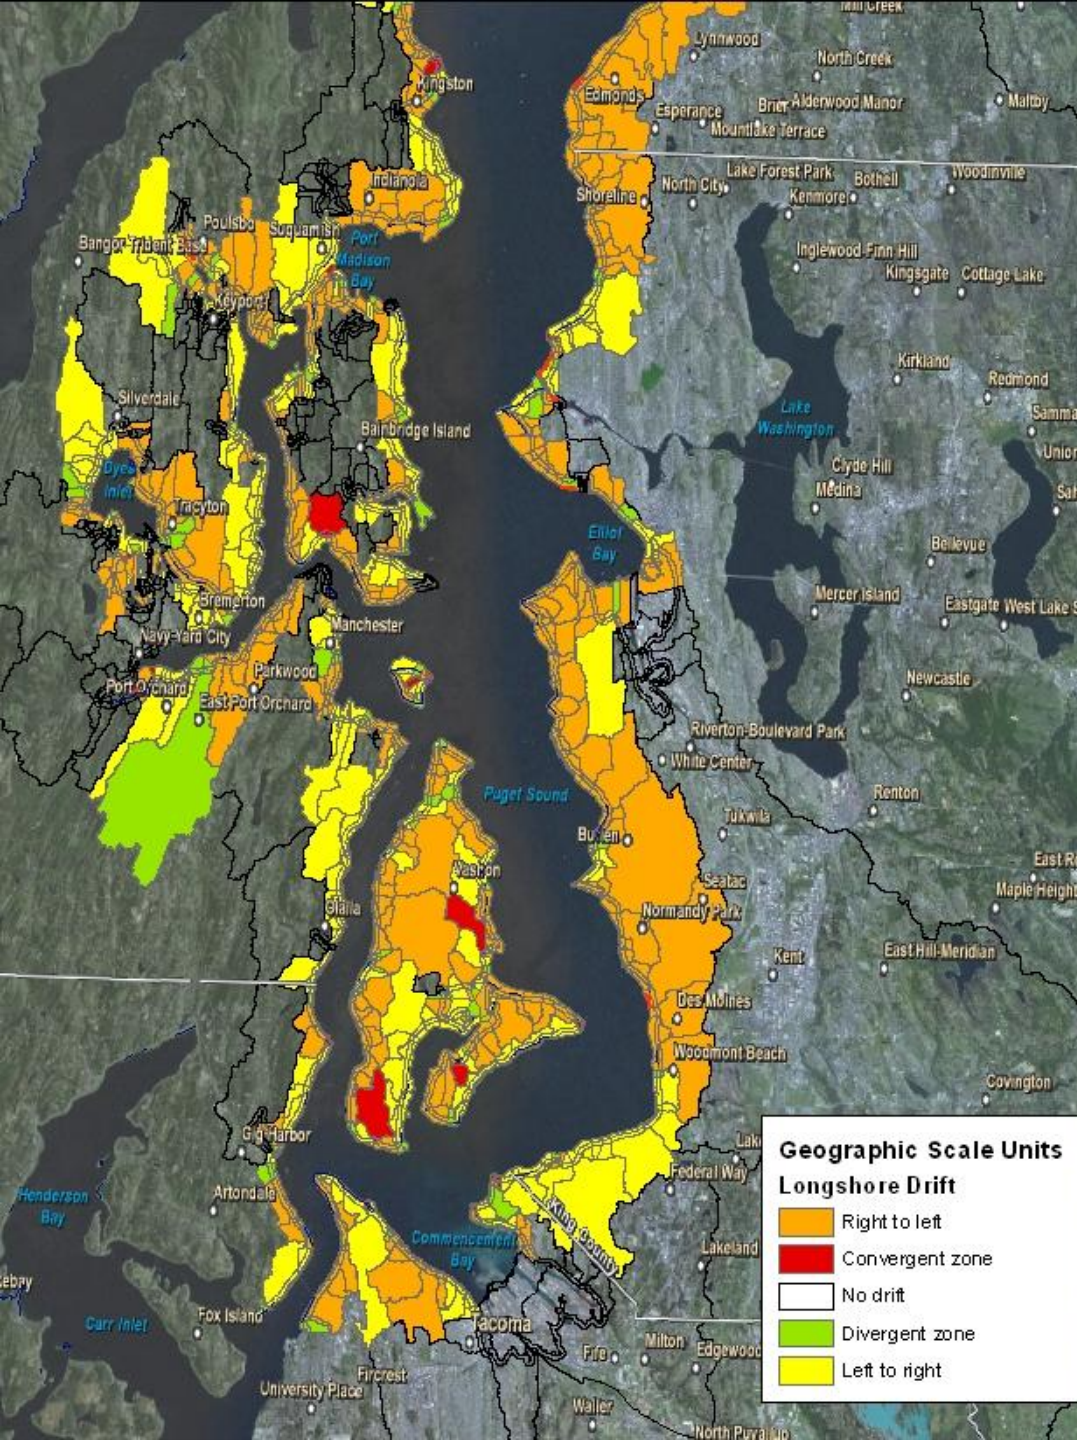 Mill Creek
Lynnwood
North Creek
Kingston
Edmonds
Esperance
Brier
Alderwood Manor
Maltby
Mountlake Terrace
Lake Forest Park
Bothell
Woodinville
Indianola
Shoreline
North City
Kenmore
Poulsbo
Suquamish
Port
Madison
Bay
Bangor Trident Base
Inglewood-Finn Hill
Kingsgate
Cottage Lake
Keyport
Kirkland
Redmond
Silverdale
Lake
Washington
Bainbridge Island
Dyes
Inlet
Clyde Hill
Medina
Tracyton
Elliot
Bay
Bellevue
Bremerton
Mercer Island
Eastgate
West Lake S
Manchester
Navy-Yard City
Parkwood
Port Orchard
East Port Orchard
Newcastle
Riverton-Boulevard Park
White Center
Puget Sound
Renton
Tukwila
Burien
Vashon
Seatac
East R
Maple Height
Olalla
Normandy Park
Kent
East Hill-Meridian
Des Moines
Woodmont Beach
Covington
Gig Harbor
Lak
Federal Way
Henderson
Bay
Artondale
King County
Commencement
Bay
Lakeland
Fox Island
Carr Inlet
Tacoma
Fife
Milton
Edgewood
Fircrest
University Place
Waller
North Puyallup
Geographic Scale Units
Longshore Drift
Right to left
Convergent zone
No drift
Divergent zone
Left to right